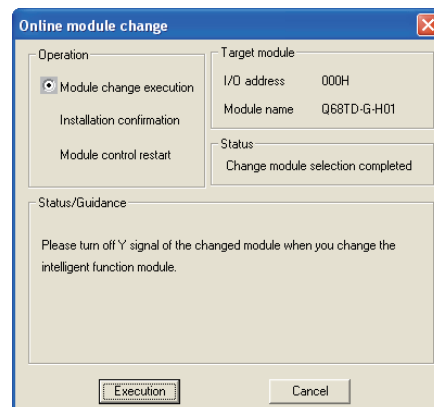 Online module change
Operation
Module change execution
Installation confirmation
Module control restart
Target module
I/O address 000H
Module name Q68TD-G-H01
Status
Change module selection completed
Status/Guidance
Please turn off Y signal of the changed module when you change the
intelligent function module.
Execution Cancel